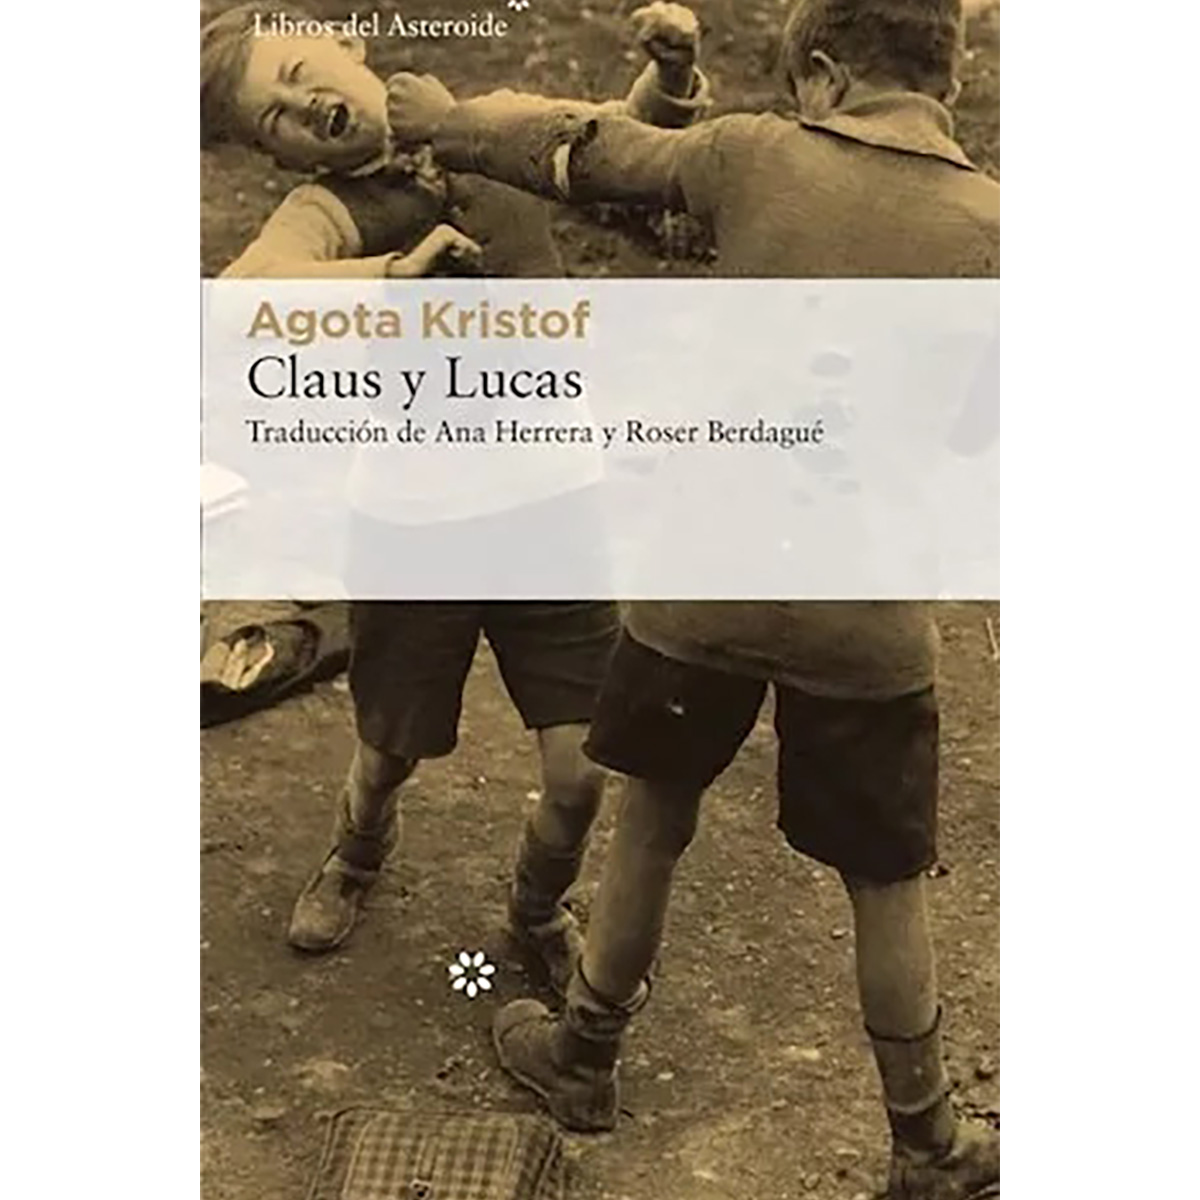 Libros del Asteroide
Agota Kristof
Claus y Lucas
Traducción de Ana Herrera y Roser Berdagué